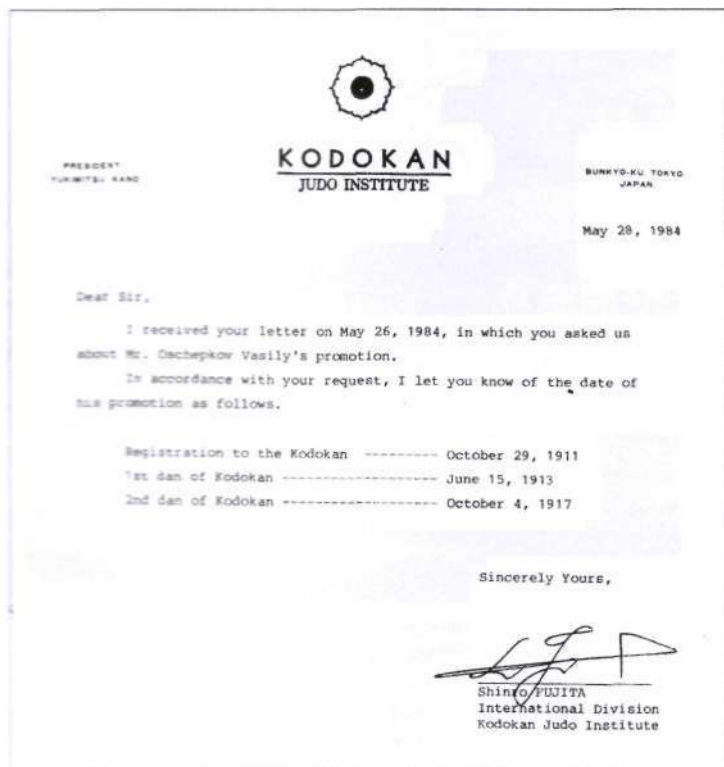 KODOKAN
JUDO INSTITUTE
PRESIDENT
YUKIMITSU KANO
BUNKYO-KU. TOKYO
JAPAN.
May 28, 1984
Dear Sir,
I received your letter on May 26, 1984, in which you asked us
about Mr. Oschepkov Vasily's promotion.
In accordance with your request, I let you know of the date of
his promotion as follows.
Registration to the Kodokan --------- October 29, 1911
1st dan of Kodokan ------------------- June 15, 1913
2nd dan of Kodokan ------------------- October 4, 1917
Sincerely Yours,
Shinro FUJITA
International Division
Kodokan Judo Institute